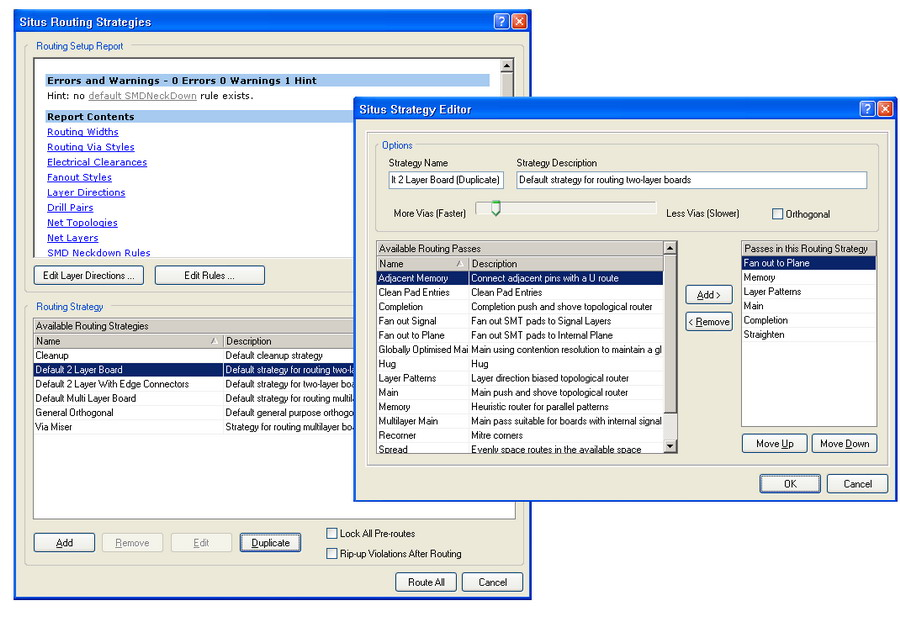 Situs Routing Strategies
Routing Setup Report
Errors and Warnings - 0 Errors 0 Warnings 1 Hint
Hint: no default SMDNeckDown rule exists.
Report Contents
Routing Widths
Routing Via Styles
Electrical Clearances
Fanout Styles
Layer Directions
Drill Pairs
Net Topologies
Net Layers
SMD Neckdown Rules
Edit Layer Directions ...
Edit Rules ...
Routing Strategy
Available Routing Strategies
Name Description
Cleanup Default cleanup strategy
Default 2 Layer Board Default strategy for routing two-la
Default 2 Layer With Edge Connectors Default strategy for two-layer boa
Default Multi Layer Board Default strategy for routing multila
General Orthogonal Default general purpose orthogo
Via Miser Strategy for routing multilayer bo
Add Remove Edit Duplicate
Lock All Pre-routes
Rip-up Violations After Routing
Route All Cancel
Situs Strategy Editor
Options
Strategy Name Strategy Description
lt 2 Layer Board (Duplicate) Default strategy for routing two-layer boards
More Vias (Faster) Less Vias (Slower) Orthogonal
Available Routing Passes
Name Description
Adjacent Memory Connect adjacent pins with a U route
Clean Pad Entries Clean Pad Entries
Completion Completion push and shove topological router
Fan out Signal Fan out SMT pads to Signal Layers
Fan out to Plane Fan out SMT pads to Internal Plane
Globally Optimised Mai Main using contention resolution to maintain a gl
Hug Hug
Layer Patterns Layer direction biased topological router
Main Main push and shove topological router
Memory Heuristic router for parallel patterns
Multilayer Main Main pass suitable for boards with internal signal
Recorner Mitre corners
Spread Evenly space routes in the available space
Add >
< Remove
Passes in this Routing Strategy
Fan out to Plane
Memory
Layer Patterns
Main
Completion
Straighten
Move Up Move Down
OK Cancel